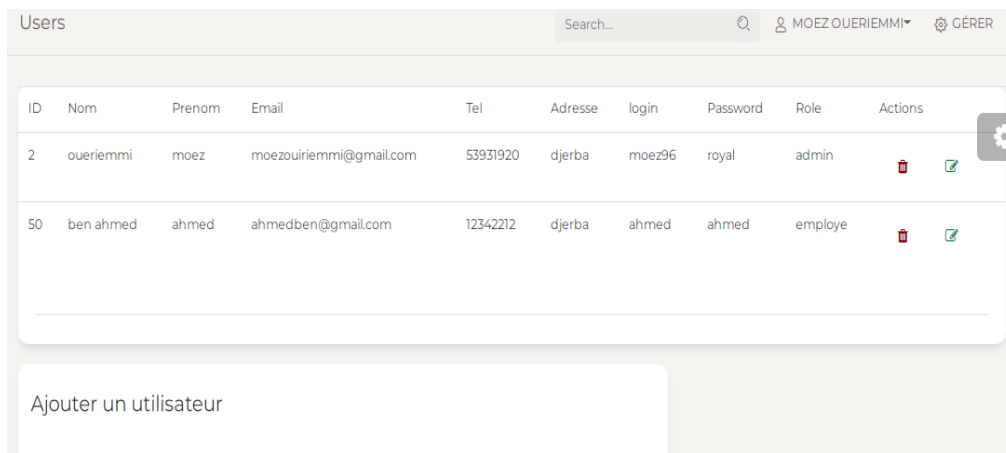 Users Search... MOEZ OUERIEMMI GÉRER
ID Nom Prenom Email Tel Adresse login Password Role Actions
2 oueriemmi moez moezouiriemmi@gmail.com 53931920 djerba moez96 royal admin
50 ben ahmed ahmed ahmedben@gmail.com 12342212 djerba ahmed ahmed employe
Ajouter un utilisateur